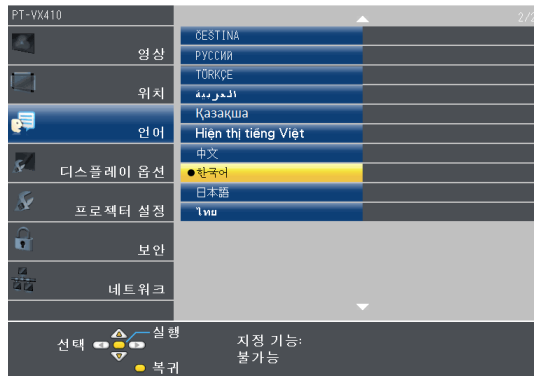 PT-VX410
2/2
영상
위치
언어
디스플레이 옵션
프로젝터 설정
보안
네트워크
ČEŠTINA
РУССИЙ
TÖRKÇE
العربية
Қазақша
Hiện thị tiếng Việt
中文
●한국어
日本語
ไทย
선택
실행
복귀
지정 기능:
불가능